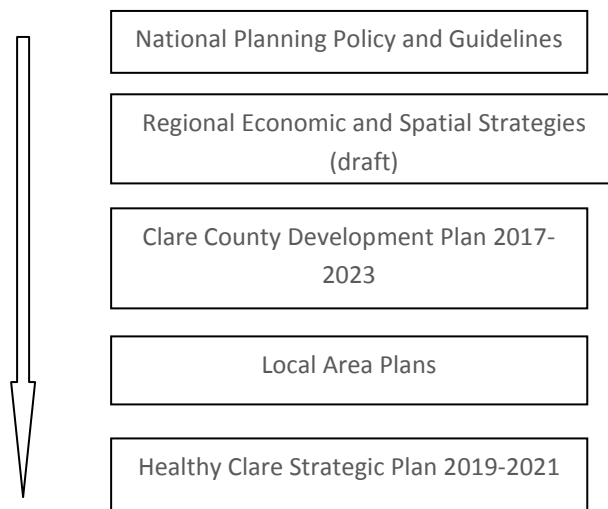 National Planning Policy and Guidelines
Regional Economic and Spatial Strategies
(draft)
Clare County Development Plan 2017-
2023
Local Area Plans
Healthy Clare Strategic Plan 2019-2021